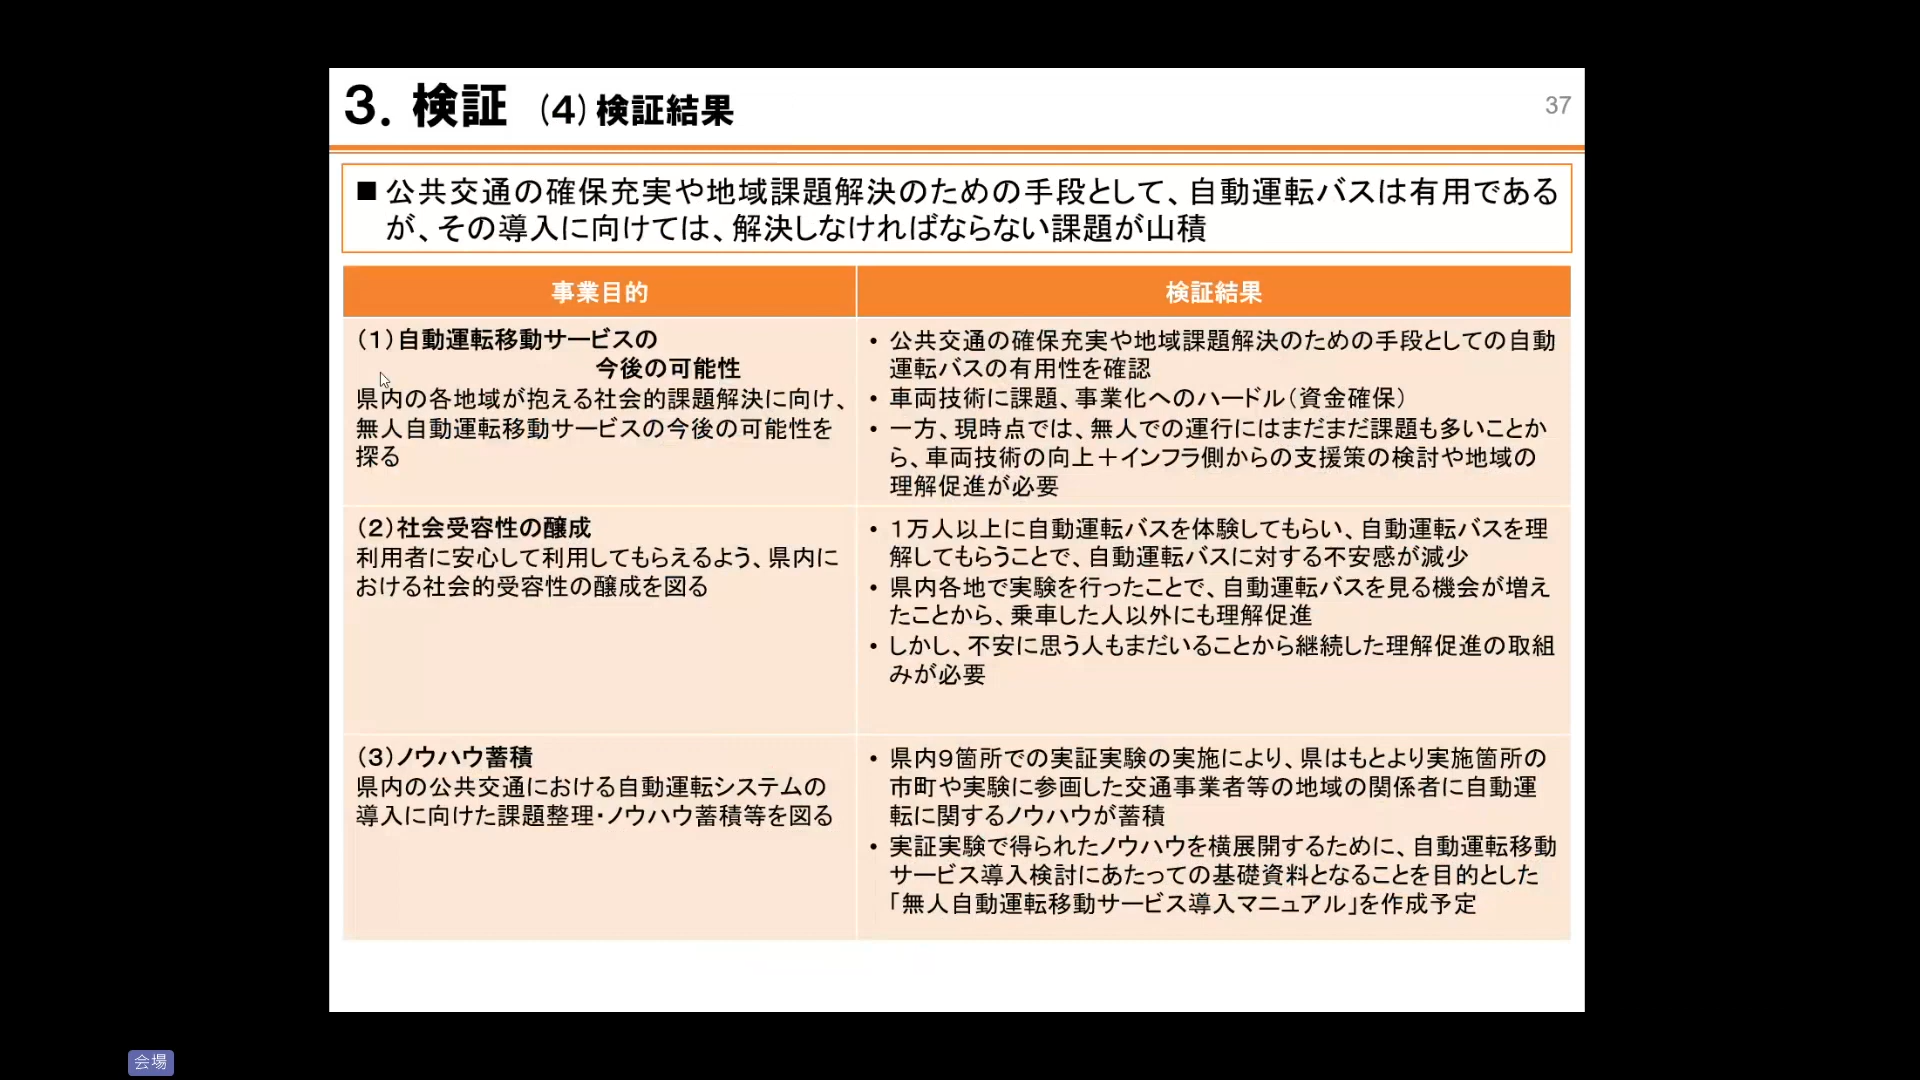 3. 検証 (4)検証結果
37
■ 公共交通の確保充実や地域課題解決のための手段として、自動運転バスは有用である
が、その導入に向けては、解決しなければならない課題が山積
事業目的
検証結果
(1)自動運転移動サービスの
今後の可能性
県内の各地域が抱える社会的課題解決に向け、
無人自動運転移動サービスの今後の可能性を
探る
• 公共交通の確保充実や地域課題解決のための手段としての自動
運転バスの有用性を確認
• 車両技術に課題、事業化へのハードル(資金確保)
• 一方、現時点では、無人での運行にはまだまだ課題も多いことか
ら、車両技術の向上+インフラ側からの支援策の検討や地域の
理解促進が必要
(2)社会受容性の醸成
利用者に安心して利用してもらえるよう、県内に
おける社会的受容性の醸成を図る
• 1万人以上に自動運転バスを体験してもらい、自動運転バスを理
解してもらうことで、自動運転バスに対する不安感が減少
• 県内各地で実験を行ったことで、自動運転バスを見る機会が増え
たことから、乗車した人以外にも理解促進
• しかし、不安に思う人もまだいることから継続した理解促進の取組
みが必要
(3)ノウハウ蓄積
県内の公共交通における自動運転システムの
導入に向けた課題整理・ノウハウ蓄積等を図る
• 県内9箇所での実証実験の実施により、県はもとより実施箇所の
市町や実験に参画した交通事業者等の地域の関係者に自動運
転に関するノウハウが蓄積
• 実証実験で得られたノウハウを横展開するために、自動運転移動
サービス導入検討にあたっての基礎資料となることを目的とした
「無人自動運転移動サービス導入マニュアル」を作成予定
会場